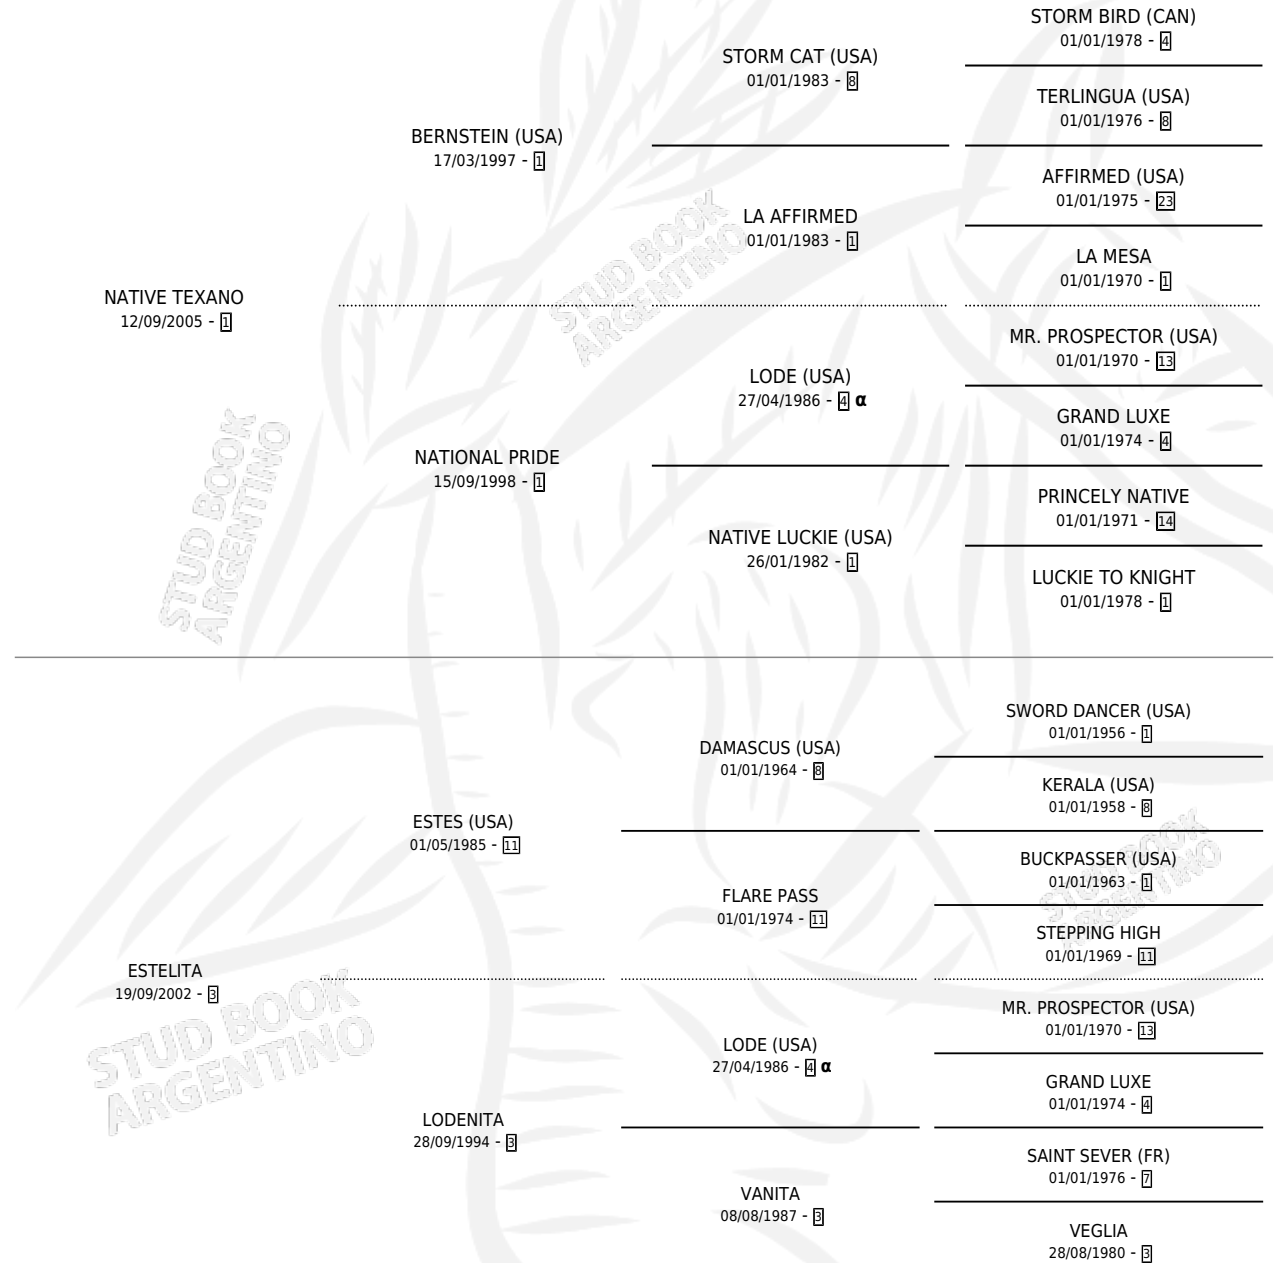 STORM BIRD (CAN)
01/01/1978 - 4
STORM CAT (USA)
01/01/1983 - 8
TERLINGUA (USA)
01/01/1976 - 8
BERNSTEIN (USA)
17/03/1997 - 1
AFFIRMED (USA)
01/01/1975 - 23
LA AFFIRMED
01/01/1983 - 1
LA MESA
01/01/1970 - 1
NATIVE TEXANO
12/09/2005 - 1
MR. PROSPECTOR (USA)
01/01/1970 - 13
LODE (USA)
27/04/1986 - 4 α
GRAND LUXE
01/01/1974 - 4
NATIONAL PRIDE
15/09/1998 - 1
PRINCELY NATIVE
01/01/1971 - 14
NATIVE LUCKIE (USA)
26/01/1982 - 1
LUCKIE TO KNIGHT
01/01/1978 - 1
STUD BOOK
ARGENTINO
STUD BOOK
ARGENTINO
SWORD DANCER (USA)
01/01/1956 - 1
DAMASCUS (USA)
01/01/1964 - 8
KERALA (USA)
01/01/1958 - 8
ESTES (USA)
01/05/1985 - 11
BUCKPASSER (USA)
01/01/1963 - 1
FLARE PASS
01/01/1974 - 11
STEPPING HIGH
01/01/1969 - 11
ESTELITA
19/09/2002 - 3
MR. PROSPECTOR (USA)
01/01/1970 - 13
LODE (USA)
27/04/1986 - 4 α
GRAND LUXE
01/01/1974 - 4
LODENITA
28/09/1994 - 3
SAINT SEVER (FR)
01/01/1976 - 7
VANITA
08/08/1987 - 3
VEGLIA
28/08/1980 - 3
STUD BOOK
ARGENTINO
STUD BOOK
ARGENTINO